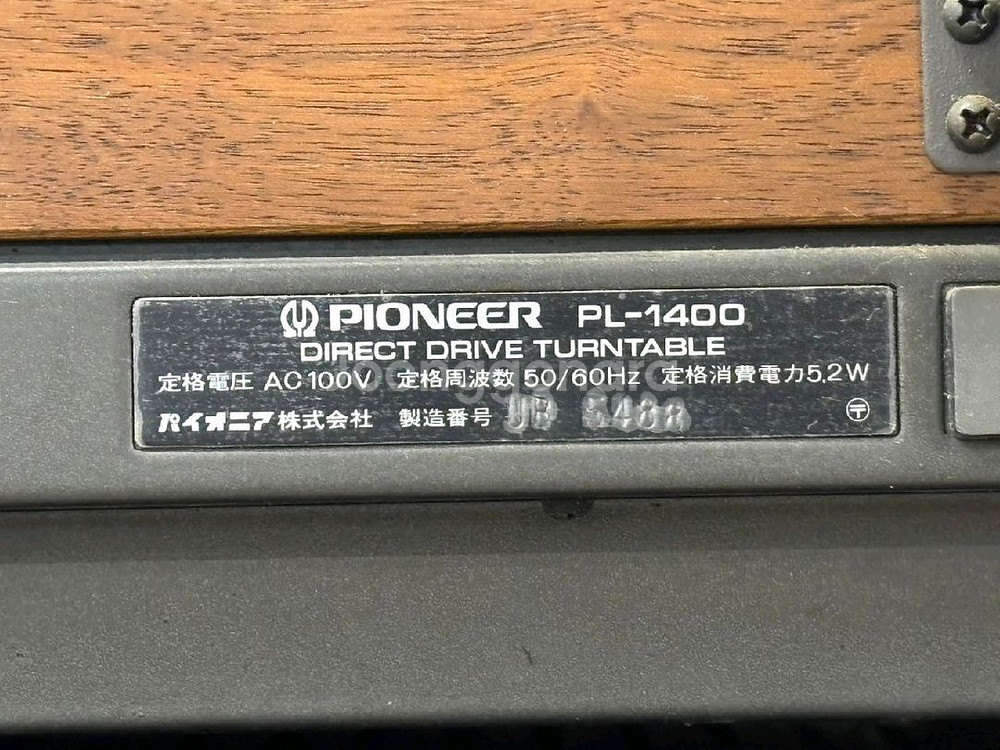 PIONEER PL-1400
DIRECT DRIVE TURNTABLE
定格電圧 AC100V 定格周波数 50/60Hz 定格消費電力5.2W
パイオニア株式会社 製造番号